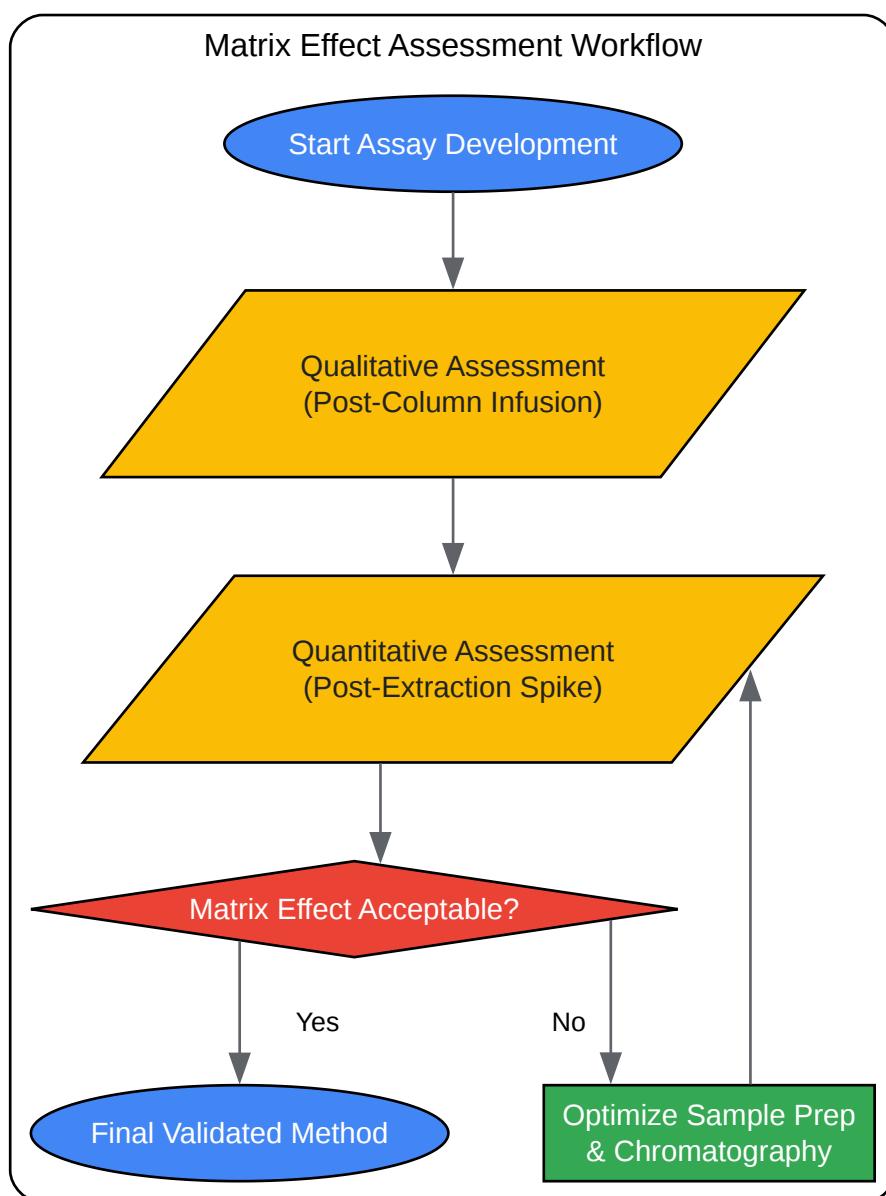 Matrix Effect Assessment Workflow
Start Assay Development
Qualitative Assessment
(Post-Column Infusion)
Quantitative Assessment
(Post-Extraction Spike)
Matrix Effect Acceptable?
Yes
No
Final Validated Method
Optimize Sample Prep
& Chromatography